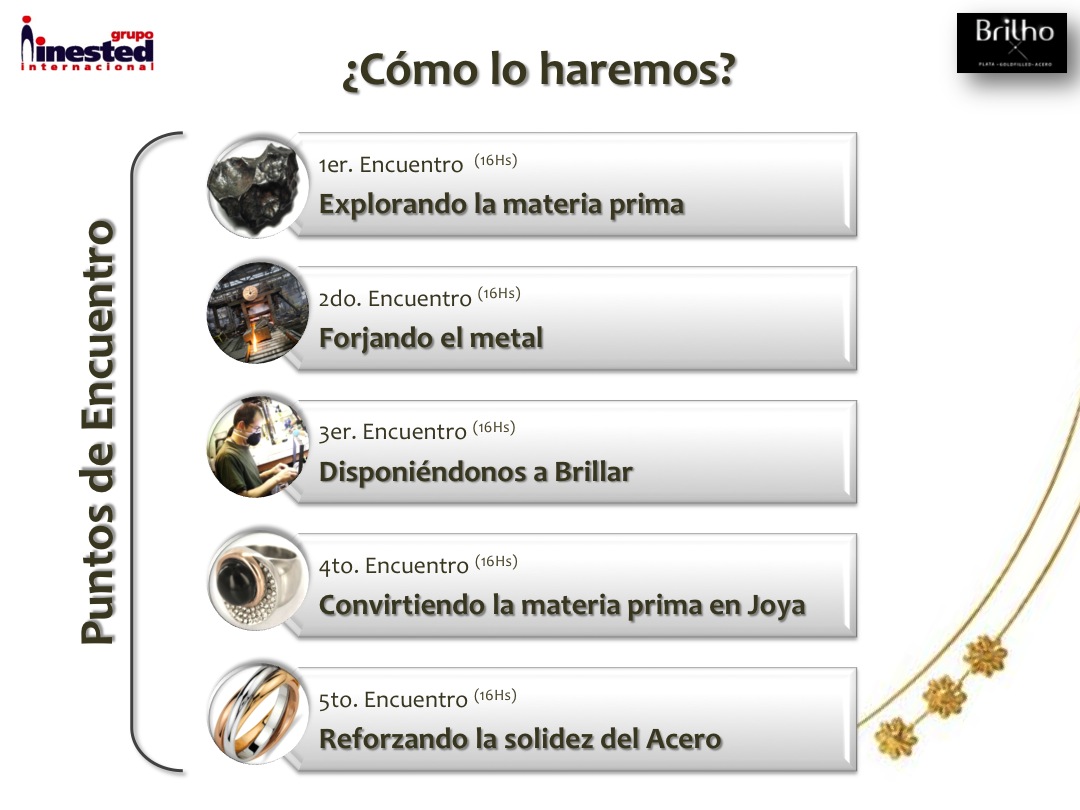 grupo
inested
internacional
Brilho
PLATA - GOLDFILLED - ACERO
¿Cómo lo haremos?
Puntos de Encuentro
1er. Encuentro (16Hs)
Explorando la materia prima
2do. Encuentro (16Hs)
Forjando el metal
3er. Encuentro (16Hs)
Disponiéndonos a Brillar
4to. Encuentro (16Hs)
Convirtiendo la materia prima en Joya
5to. Encuentro (16Hs)
Reforzando la solidez del Acero